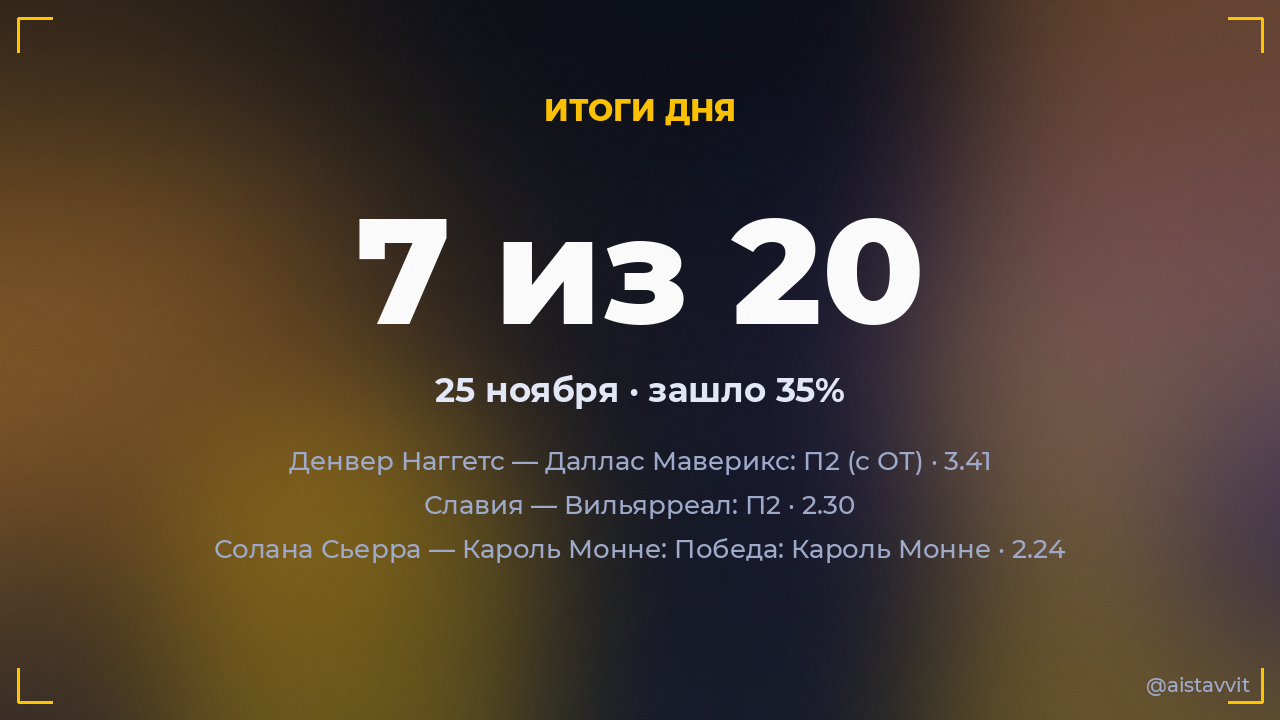 ИТОГИ ДНЯ
7 из 20
25 ноября · зашло 35%
Денвер Наггетс — Даллас Маверикс: П2 (с ОТ) · 3.41
Славия — Вильярреал: П2 · 2.30
Солана Сьерра — Кароль Монне: Победа: Кароль Монне · 2.24
@aistavvit